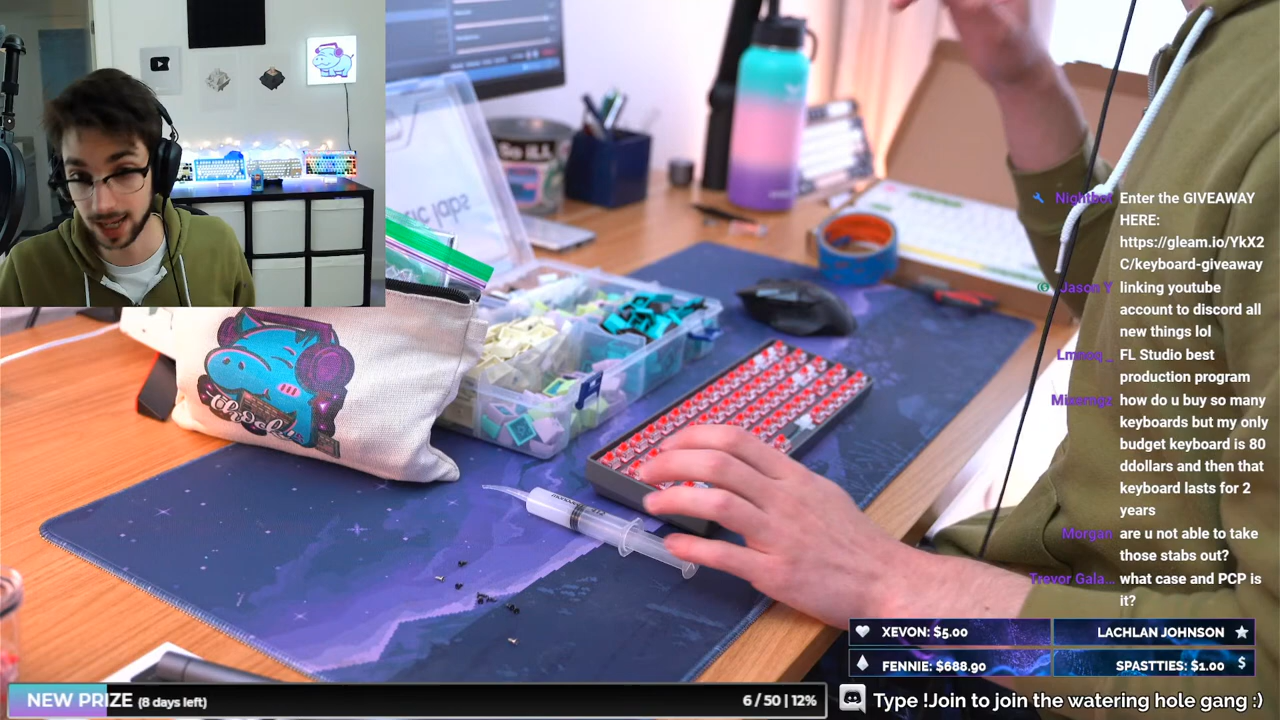 Nightbot Enter the GIVEAWAY
HERE:
https://gleam.io/YkX2
C/keyboard-giveaway
Jason Y linking youtube
account to discord all
new things lol
FL Studio best
production program
how do u buy so many
keyboards but my only
budget keyboard is 80
ddollars and then that
keyboard lasts for 2
years
Morgan are u not able to take
those stabs out?
Trevor Gala... what case and PCP is
it?
XEVON: $5.00
LACHLAN JOHNSON
FENNIE: $688.90
SPASTTIES: $1.00 $
NEW PRIZE (8 days left)
6 / 50 | 12%
Type !Join to join the watering hole gang :)